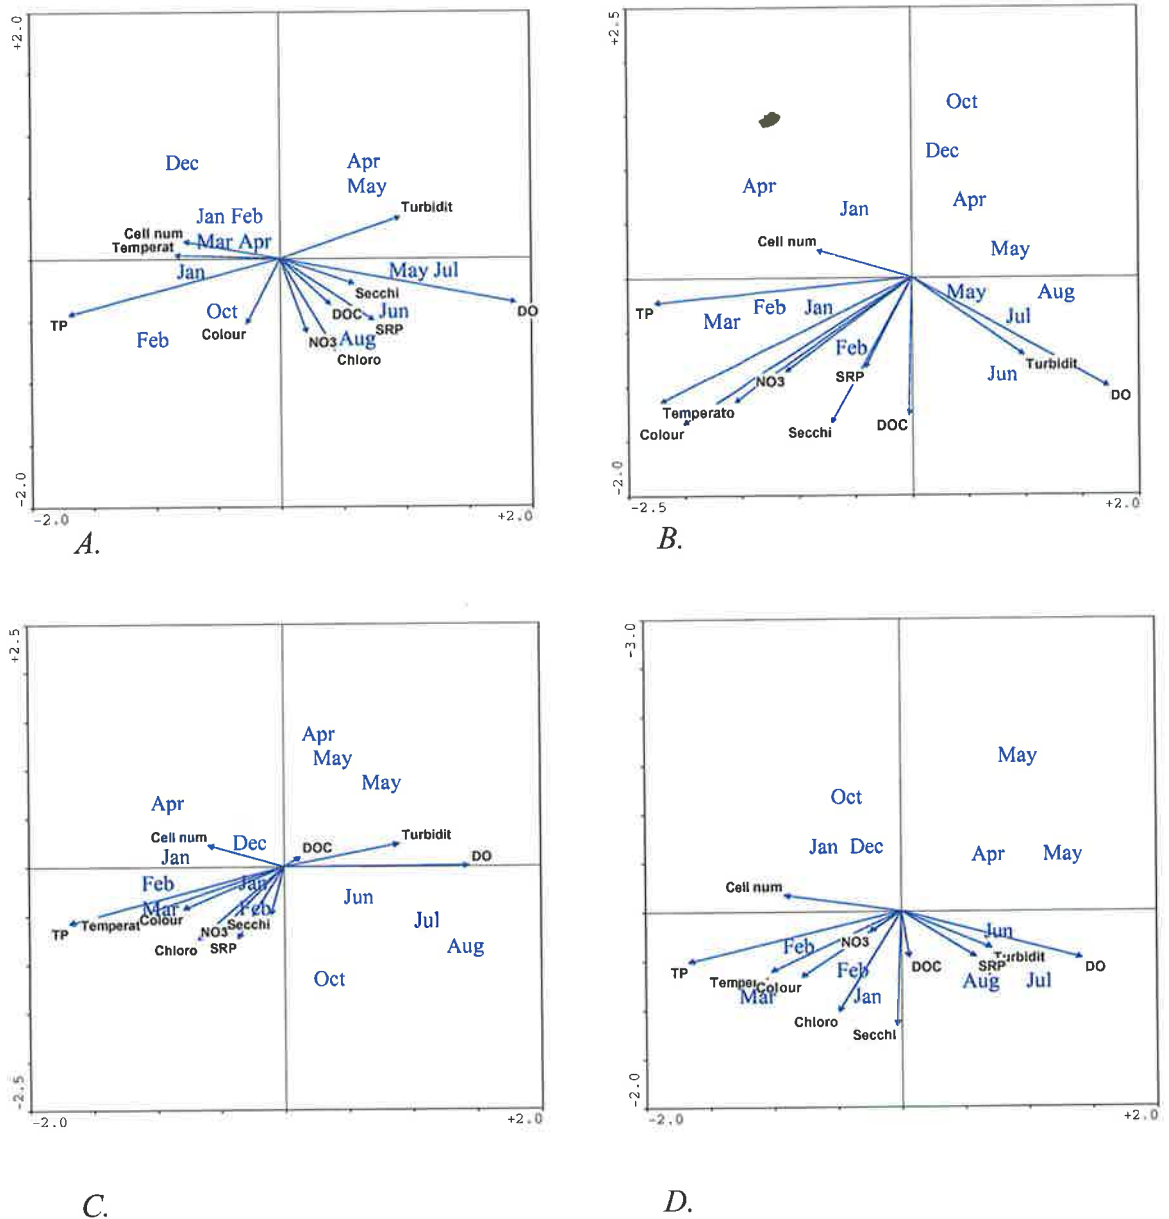 +2.0
Dec
Apr
May
Turbidit
Jan Feb
Cell num
Temperat
Mar Apr
Jan
May Jul
Secchi
TP
Oct
DOC
Jun
DO
Colour
SRP
Feb
NO3
Aug
Chloro
-2.0
-2.0
+2.0
A.
+2.5
Oct
Dec
Apr
Apr
Jan
Cell num
May
TP
Feb
Jan
May
Aug
Mar
Jul
Feb
Turbidit
NO3
SRP
Jun
DO
Temperato
Colour
Secchi
DOC
-2.0
-2.5
+2.0
B.
+2.5
Apr
May
May
Apr
Cell num
Dec
DOC
Turbidit
Jan
DO
Feb
Jan
Jun
Mar
Feb
TP
Temperat
Colour
NO3
Secchi
Jul
Chloro
SRP
Aug
Oct
-2.5
-2.0
+2.0
C.
-3.0
May
Oct
Jan Dec
Apr
May
Cell num
Feb
NO3
Jun
Turbidit
TP
Feb
DOC
SRP
DO
Temper
Colour
Mar
Jan
Aug
Jul
Chloro
Secchi
-2.0
-2.0
+2.0
D.